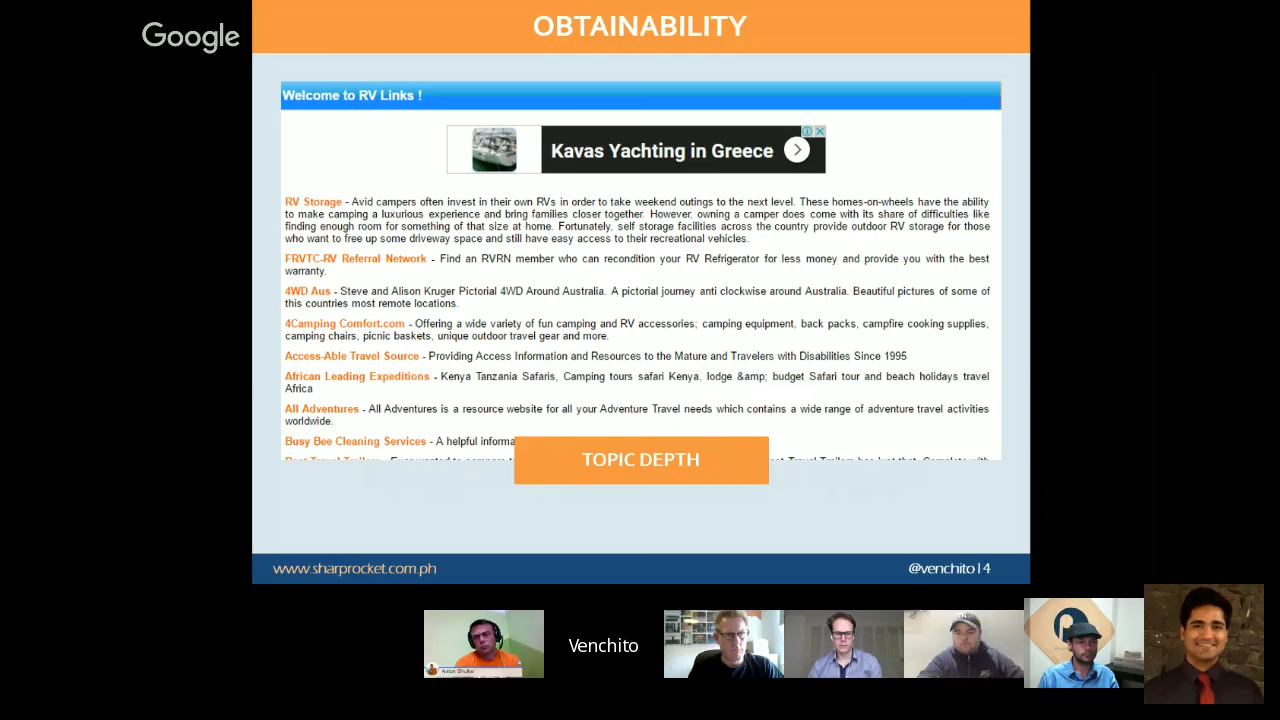 Google
OBTAINABILITY
Welcome to RV Links !
Kavas Yachting in Greece
RV Storage - Avid campers often invest in their own RVs in order to take weekend outings to the next level. These homes-on-wheels have the ability
to make camping a luxurious experience and bring families closer together. However, owning a camper does come with its share of difficulties like
finding enough room for something of that size at home. Fortunately, self storage facilities across the country provide outdoor RV storage for those
who want to free up some driveway space and still have easy access to their recreational vehicles.
FRVTC-RV Referral Network - Find an RVRN member who can recondition your RV Refrigerator for less money and provide you with the best
warranty.
4WD Aus - Steve and Alison Kruger Pictorial 4WD Around Australia. A pictorial journey anti clockwise around Australia. Beautiful pictures of some of
this countries most remote locations.
4Camping Comfort.com - Offering a wide variety of fun camping and RV accessories; camping equipment, back packs, campfire cooking supplies,
camping chairs, picnic baskets, unique outdoor travel gear and more.
Access-Able Travel Source - Providing Access Information and Resources to the Mature and Travelers with Disabilities Since 1995
African Leading Expeditions - Kenya Tanzania Safaris, Camping tours safari Kenya, lodge &amp; budget Safari tour and beach holidays travel
Africa
All Adventures - All Adventures is a resource website for all your Adventure Travel needs which contains a wide range of adventure travel activities
worldwide.
Busy Bee Cleaning Services - A helpful informa
TOPIC DEPTH
www.sharprocket.com.ph
@venchito14
Venchito